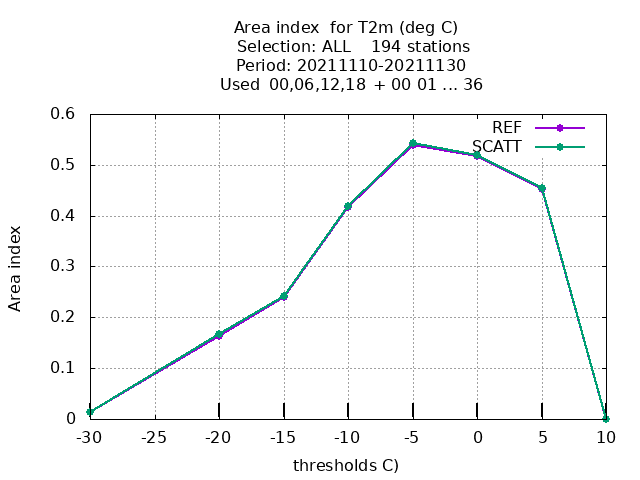 Area index  for T2m (deg C)
Selection: ALL    194 stations
Period: 20211110-20211130
Used  00,06,12,18  + 00 01 ... 36
0.6
0.5
0.4
0.3
0.2
0.1
0
Area index
REF
SCATT
-30 -25 -20 -15 -10 -5 0 5 10
thresholds C)